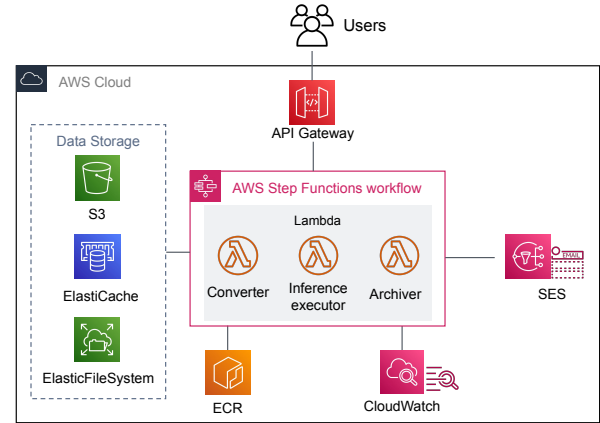 Users
AWS Cloud
API Gateway
Data Storage
S3
ElastiCache
ElasticFileSystem
AWS Step Functions workflow
Lambda
Converter
Inference
executor
Archiver
EMAIL
SES
ECR
CloudWatch